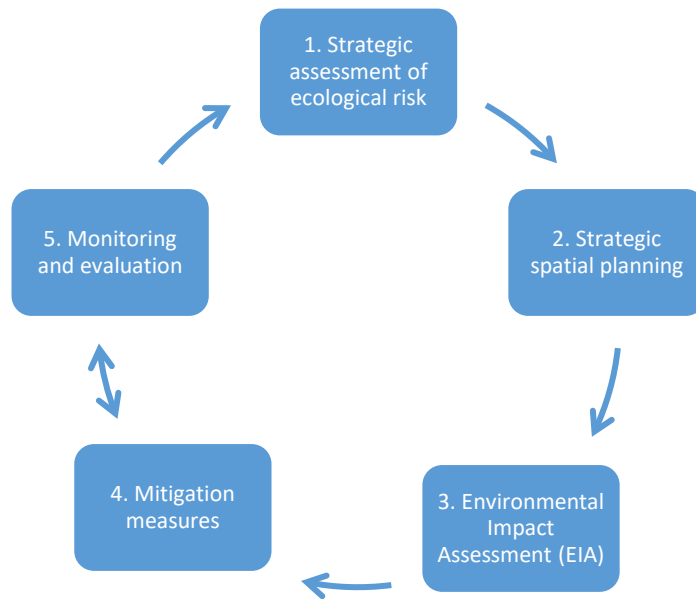 1. Strategic
assessment of
ecological risk
2. Strategic
spatial planning
3. Environmental
Impact
Assessment (EIA)
4. Mitigation
measures
5. Monitoring
and evaluation